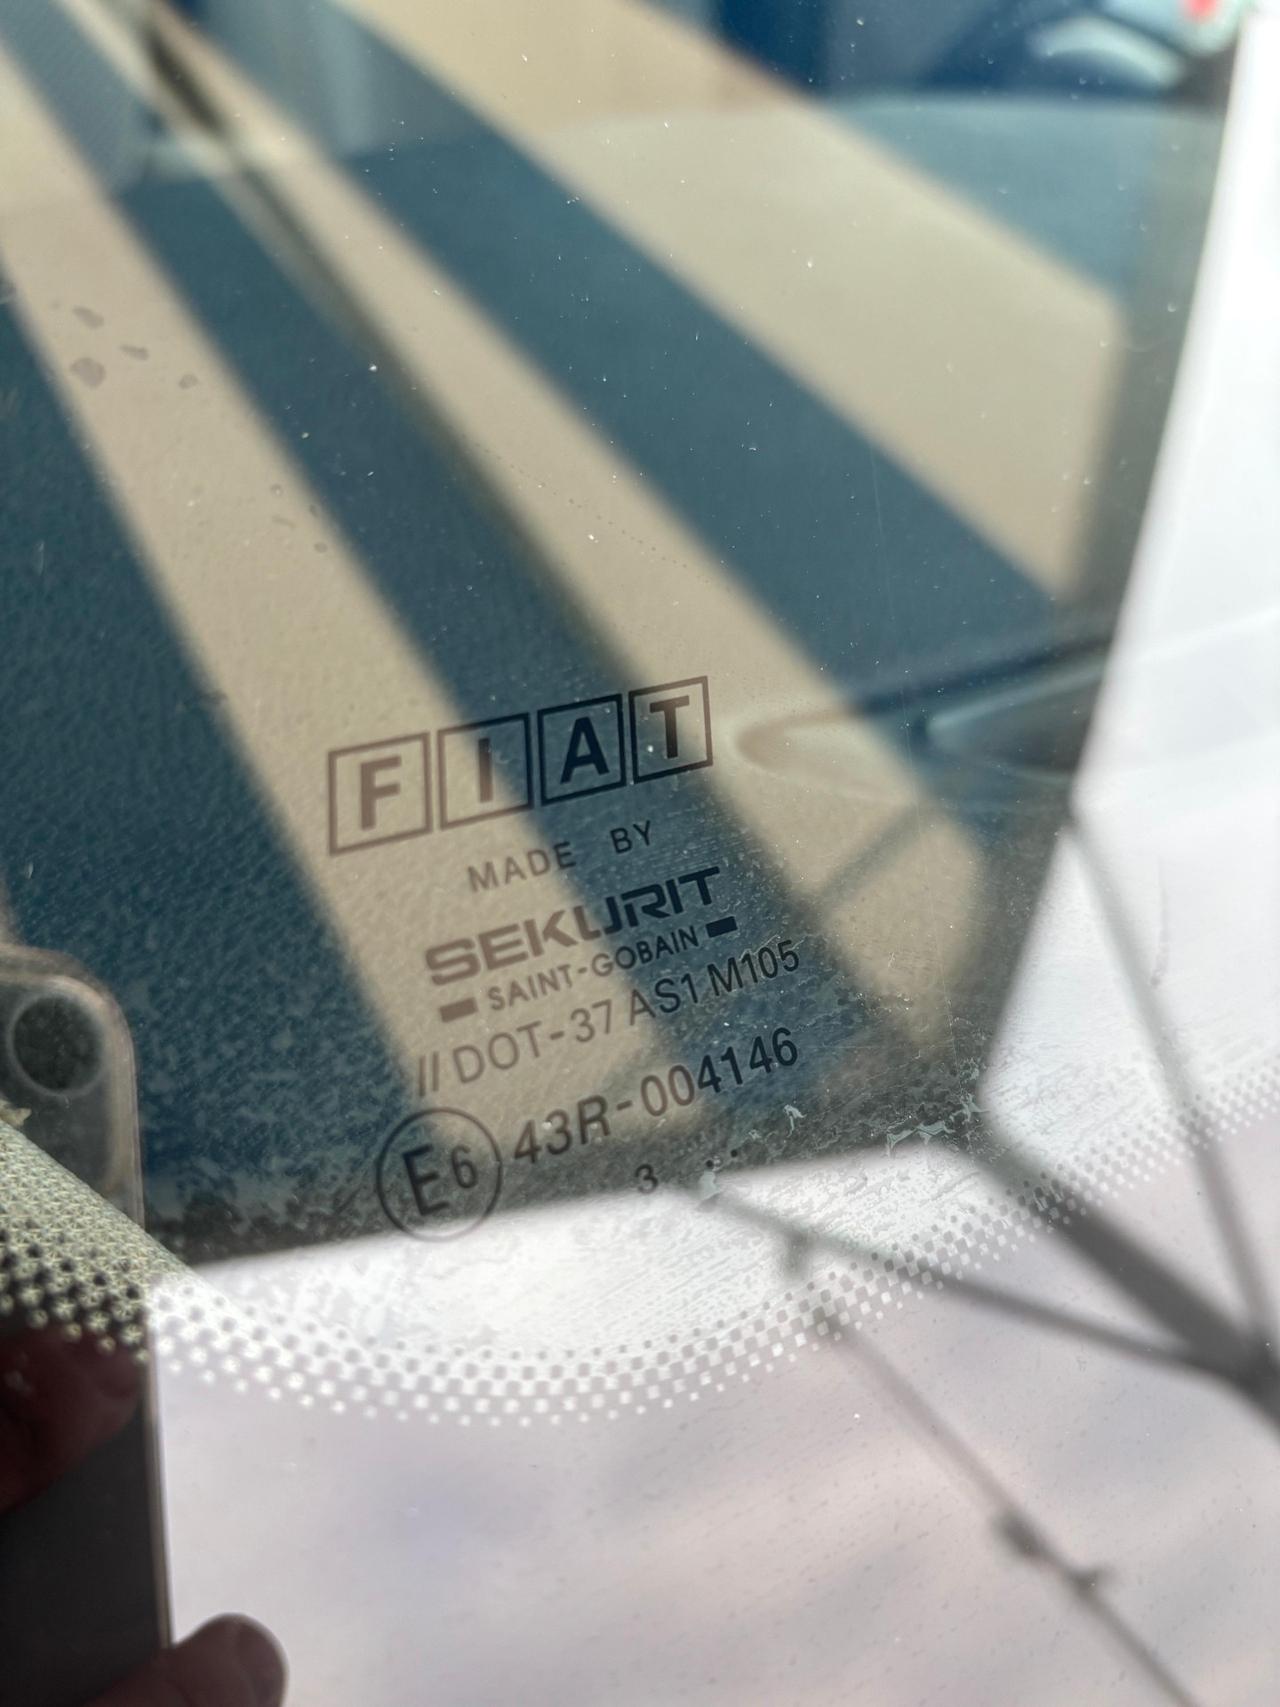 FIAT
MADE BY
SEKURIT
SAINT-GOBAIN
// DOT-37 AS1 M105
E6 43R-004146
3 ..